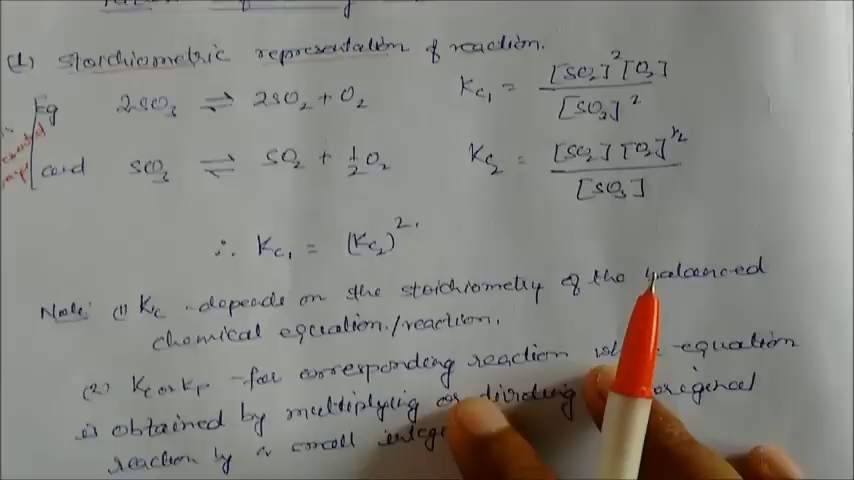 (1) stoichiometric representation of reaction.
Eg 2SO₃ ⇌ 2SO₂ + O₂ Kc₁ = [SO₂]²[O₂] / [SO₃]²
and SO₃ ⇌ SO₂ + ½O₂ Kc₂ = [SO₂][O₂]^½ / [SO₃]
∴ Kc₁ = (Kc₂)².
Note: (1) Kc - depends on the stoichiometry of the balanced
chemical equation./reaction.
(2) Kc or Kp - for corresponding reaction equation
is obtained by multiplying or dividing original
reaction by a small